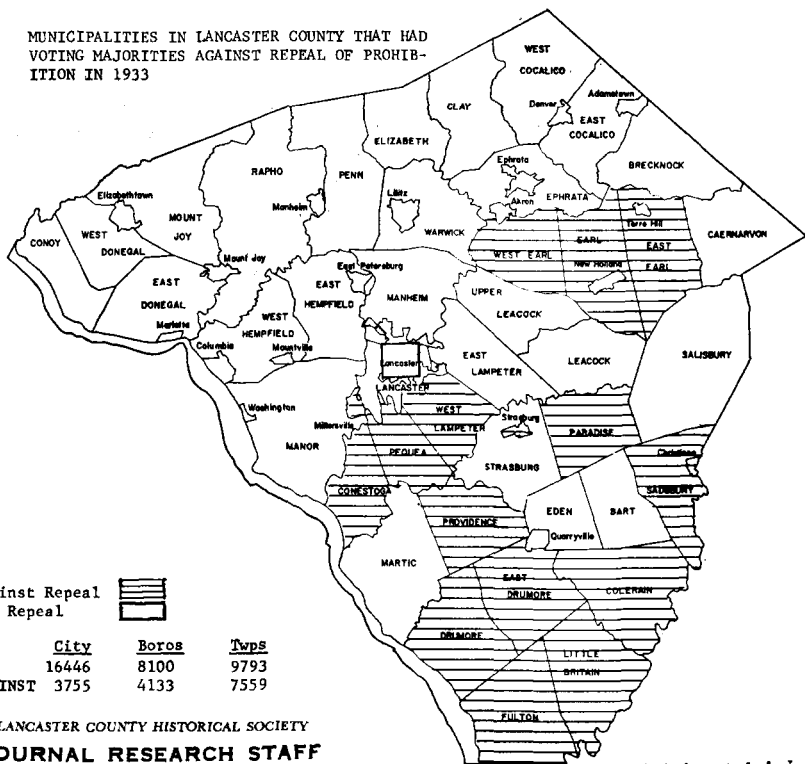 MUNICIPALITIES IN LANCASTER COUNTY THAT HAD
VOTING MAJORITIES AGAINST REPEAL OF PROHIB-
ITION IN 1933
WEST
COCALICO
Denver
Adamstown
EAST
COCALICO
CLAY
ELIZABETH
BRECKNOCK
Ephrata
EPHRATA
Akron
PENN
RAPHO
Manheim
Lititz
WARWICK
Elizabethtown
MOUNT
JOY
CONOY
WEST
DONEGAL
Mount Joy
EAST
DONEGAL
Marietta
Terre Hill
CAERNARVON
WEST EARL
EARL
EAST
EARL
New Holland
East Petersburg
EAST
HEMPFIELD
MANHEIM
UPPER
LEACOCK
WEST
HEMPFIELD
Columbia
Mountville
Lancaster
LANCASTER
EAST
LAMPETER
LEACOCK
SALISBURY
Washington
MANOR
Millersville
WEST
LAMPETER
Strasburg
STRASBURG
PARADISE
Christiana
SADSBURY
PEQUEA
CONESTOGA
PROVIDENCE
EDEN
BART
Quarryville
MARTIC
EAST
DRUMORE
COLERAIN
DRUMORE
LITTLE
BRITAIN
FULTON
inst Repeal
Repeal
City Boros Twps
16446 8100 9793
INST 3755 4133 7559
LANCASTER COUNTY HISTORICAL SOCIETY
OURNAL RESEARCH STAFF